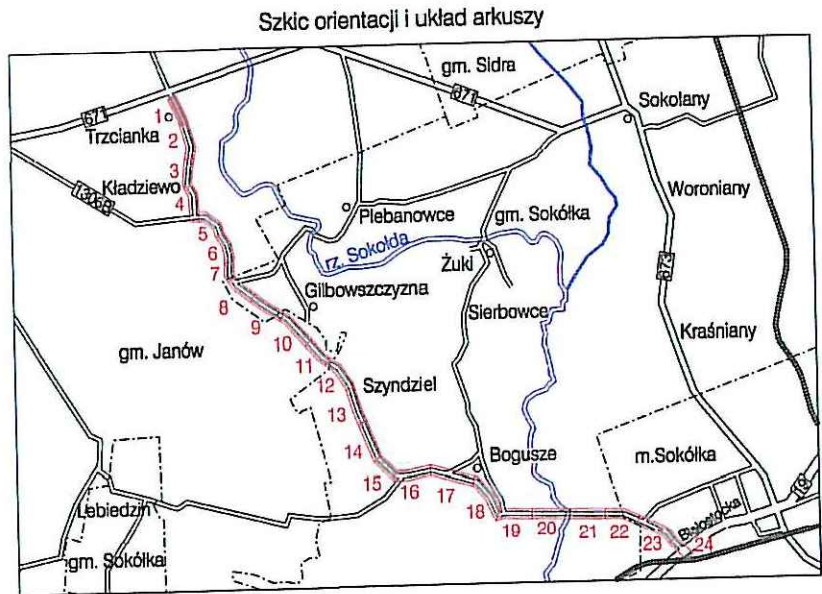 Szkic orientacji i układ arkuszy
gm. Sidra
671
671
Sokolany
1
Trzcianka
2
3
Kładziewo
Woroniany
4
Plebanowce
gm. Sokółka
5
rz. Sokołda
6
Żuki
673
7
Gilbowszczyzna
8
Sierbowce
9
10
Kraśniany
gm. Janów
11
12
Szyndziel
13
14
Bogusze
m.Sokółka
15
16
17
Lebiedzin
18
19
20
21
22
Białostocka
19
23
24
gm. Sokółka